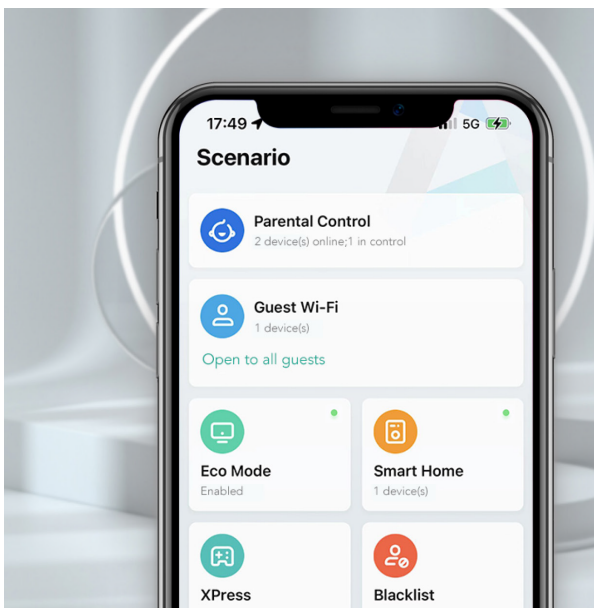 17:49
5G
Scenario
Parental Control
2 device(s) online;1 in control
Guest Wi-Fi
1 device(s)
Open to all guests
Eco Mode
Enabled
Smart Home
1 device(s)
XPress
Blacklist